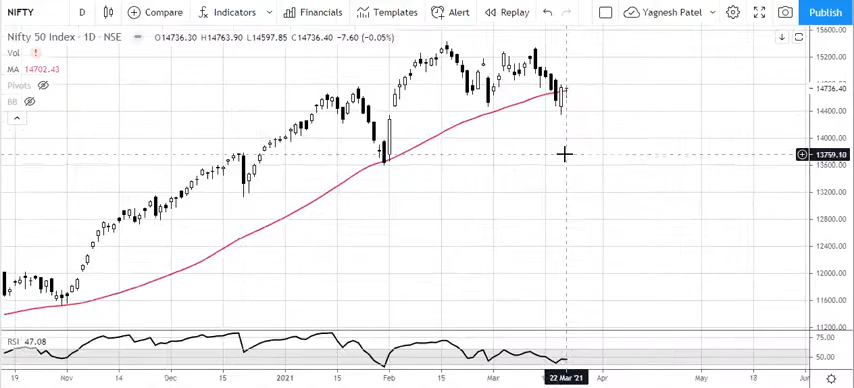 NIFTY D Compare Indicators Financials Templates Alert Replay Yagnesh Patel Publish
Nifty 50 Index · 1D · NSE O14736.30 H14763.90 L14597.85 C14736.40 -7.60 (-0.05%)
Vol !
MA 14702.43
Pivots
BB
15600.00
14736.40
14400.00
14000.00
13759.10
13600.00
13200.00
12800.00
12400.00
12000.00
11600.00
11200.00
RSI 47.08
75.00
50.00
19 Nov 16 Dec 15 2021 15 Feb 15 Mar 22 Mar '21 Apr May Jun